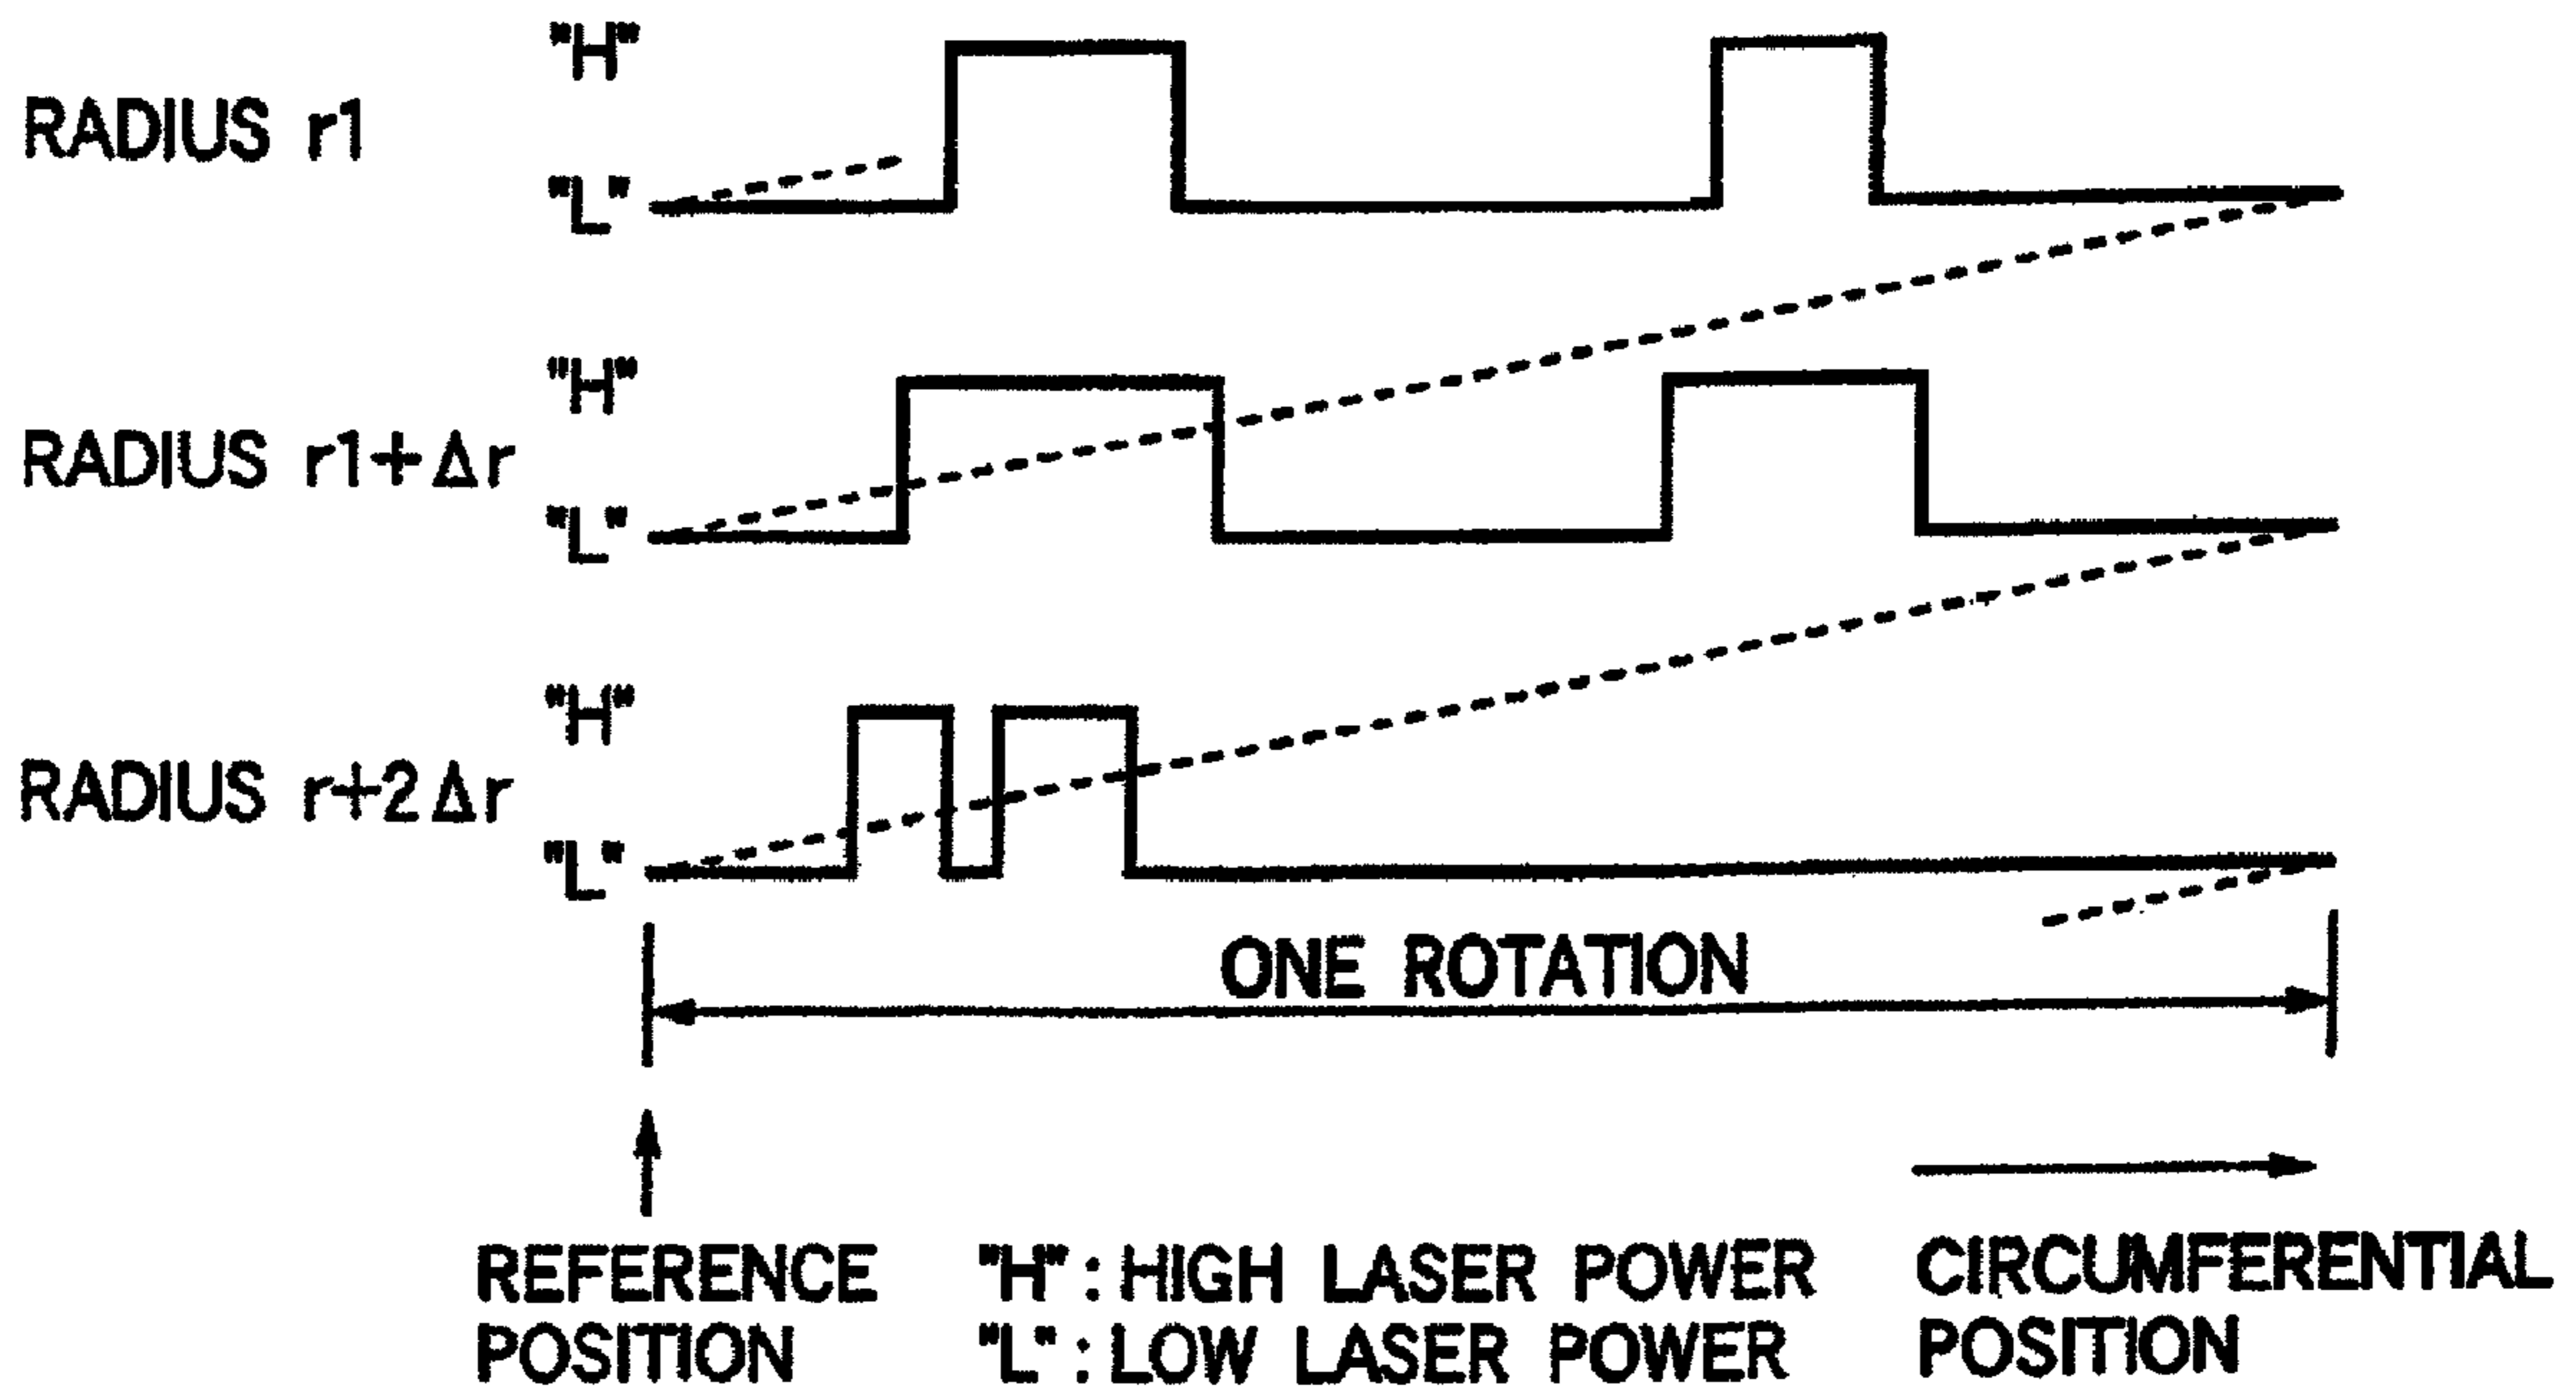 "H"
RADIUS r1
"L"
"H"
RADIUS r1+Δr
"L"
"H"
RADIUS r+2Δr
"L"
ONE ROTATION
REFERENCE POSITION
"H" : HIGH LASER POWER
"L" : LOW LASER POWER
CIRCUMFERENTIAL POSITION